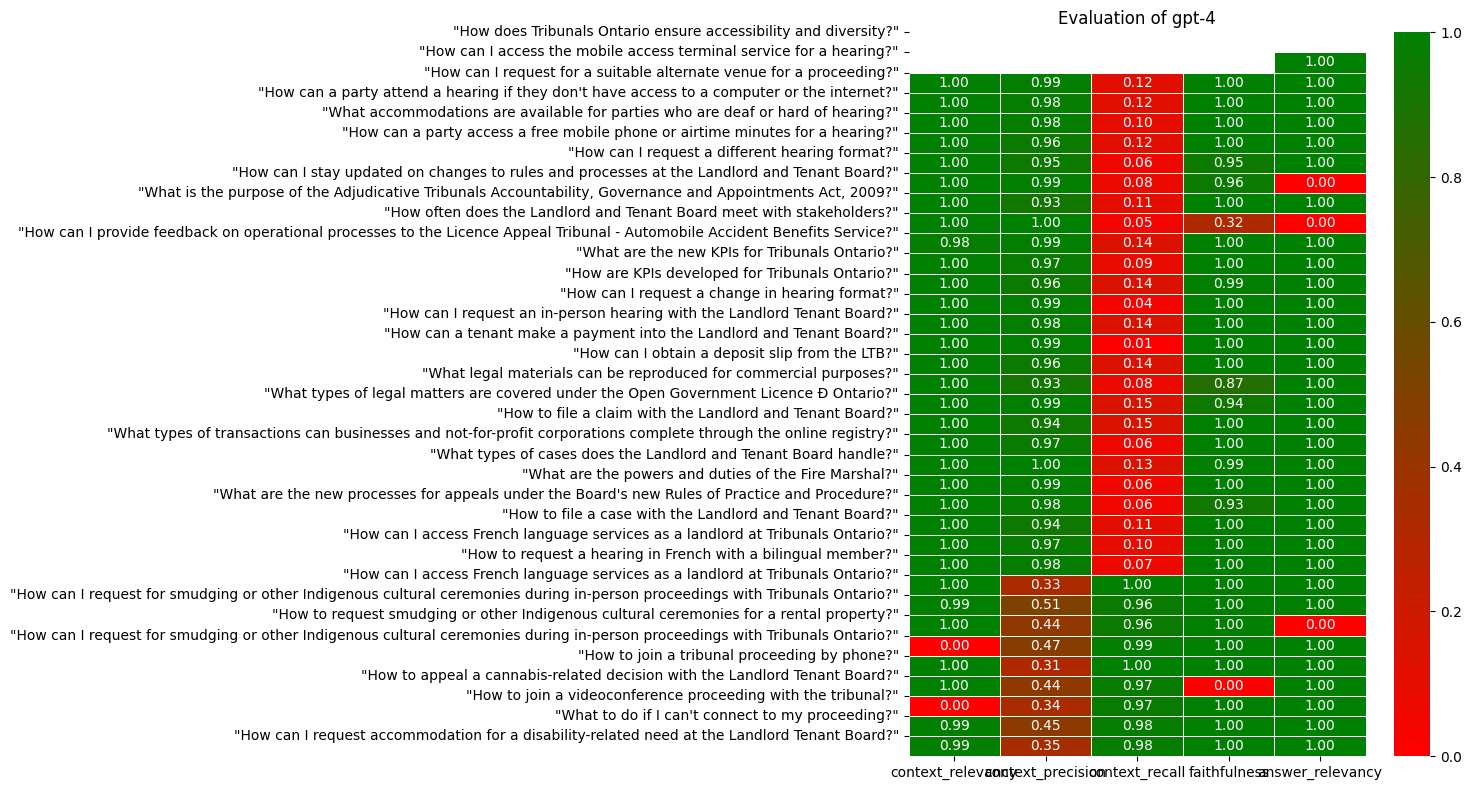 Evaluation of gpt-4
"How does Tribunals Ontario ensure accessibility and diversity?"
"How can I access the mobile access terminal service for a hearing?"
1.00
"How can I request for a suitable alternate venue for a proceeding?"
1.00 0.99 0.12 1.00 1.00
"How can a party attend a hearing if they don't have access to a computer or the internet?"
1.00 0.98 0.12 1.00 1.00
"What accommodations are available for parties who are deaf or hard of hearing?"
1.00 0.98 0.10 1.00 1.00
"How can a party access a free mobile phone or airtime minutes for a hearing?"
1.00 0.96 0.12 1.00 1.00
"How can I request a different hearing format?"
1.00 0.95 0.06 0.95 1.00
"How can I stay updated on changes to rules and processes at the Landlord and Tenant Board?"
1.00 0.99 0.08 0.96 0.00
"What is the purpose of the Adjudicative Tribunals Accountability, Governance and Appointments Act, 2009?"
1.00 0.93 0.11 1.00 1.00
"How often does the Landlord and Tenant Board meet with stakeholders?"
1.00 1.00 0.05 0.32 0.00
"How can I provide feedback on operational processes to the Licence Appeal Tribunal - Automobile Accident Benefits Service?"
0.98 0.99 0.14 1.00 1.00
"What are the new KPIs for Tribunals Ontario?"
1.00 0.97 0.09 1.00 1.00
"How are KPIs developed for Tribunals Ontario?"
1.00 0.96 0.14 0.99 1.00
"How can I request a change in hearing format?"
1.00 0.99 0.04 1.00 1.00
"How can I request an in-person hearing with the Landlord Tenant Board?"
1.00 0.98 0.14 1.00 1.00
"How can a tenant make a payment into the Landlord and Tenant Board?"
1.00 0.99 0.01 1.00 1.00
"How can I obtain a deposit slip from the LTB?"
1.00 0.96 0.14 1.00 1.00
"What legal materials can be reproduced for commercial purposes?"
1.00 0.93 0.08 0.87 1.00
"What types of legal matters are covered under the Open Government Licence Ð Ontario?"
1.00 0.99 0.15 0.94 1.00
"How to file a claim with the Landlord and Tenant Board?"
1.00 0.94 0.15 1.00 1.00
"What types of transactions can businesses and not-for-profit corporations complete through the online registry?"
1.00 0.97 0.06 1.00 1.00
"What types of cases does the Landlord and Tenant Board handle?"
1.00 1.00 0.13 0.99 1.00
"What are the powers and duties of the Fire Marshal?"
1.00 0.99 0.06 1.00 1.00
"What are the new processes for appeals under the Board's new Rules of Practice and Procedure?"
1.00 0.98 0.06 0.93 1.00
"How to file a case with the Landlord and Tenant Board?"
1.00 0.94 0.11 1.00 1.00
"How can I access French language services as a landlord at Tribunals Ontario?"
1.00 0.97 0.10 1.00 1.00
"How to request a hearing in French with a bilingual member?"
1.00 0.98 0.07 1.00 1.00
"How can I access French language services as a landlord at Tribunals Ontario?"
1.00 0.33 1.00 1.00 1.00
"How can I request for smudging or other Indigenous cultural ceremonies during in-person proceedings with Tribunals Ontario?"
0.99 0.51 0.96 1.00 1.00
"How to request smudging or other Indigenous cultural ceremonies for a rental property?"
1.00 0.44 0.96 1.00 0.00
"How can I request for smudging or other Indigenous cultural ceremonies during in-person proceedings with Tribunals Ontario?"
0.00 0.47 0.99 1.00 1.00
"How to join a tribunal proceeding by phone?"
1.00 0.31 1.00 1.00 1.00
"How to appeal a cannabis-related decision with the Landlord Tenant Board?"
1.00 0.44 0.97 0.00 1.00
"How to join a videoconference proceeding with the tribunal?"
0.00 0.34 0.97 1.00 1.00
"What to do if I can't connect to my proceeding?"
0.99 0.45 0.98 1.00 1.00
"How can I request accommodation for a disability-related need at the Landlord Tenant Board?"
0.99 0.35 0.98 1.00 1.00
context_relevancy context_precision context_recall faithfulness answer_relevancy
1.0
0.8
0.6
0.4
0.2
0.0